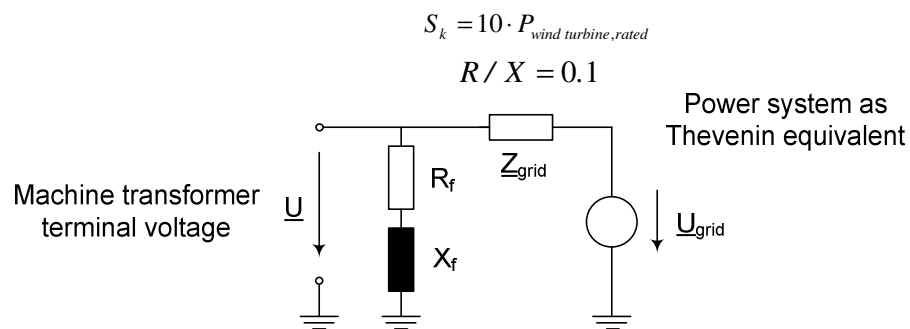 S_k = 10 · P_wind turbine,rated
R / X = 0.1
Power system as
Thevenin equivalent
Z_grid
R_f
Machine transformer
terminal voltage
U
U_grid
X_f